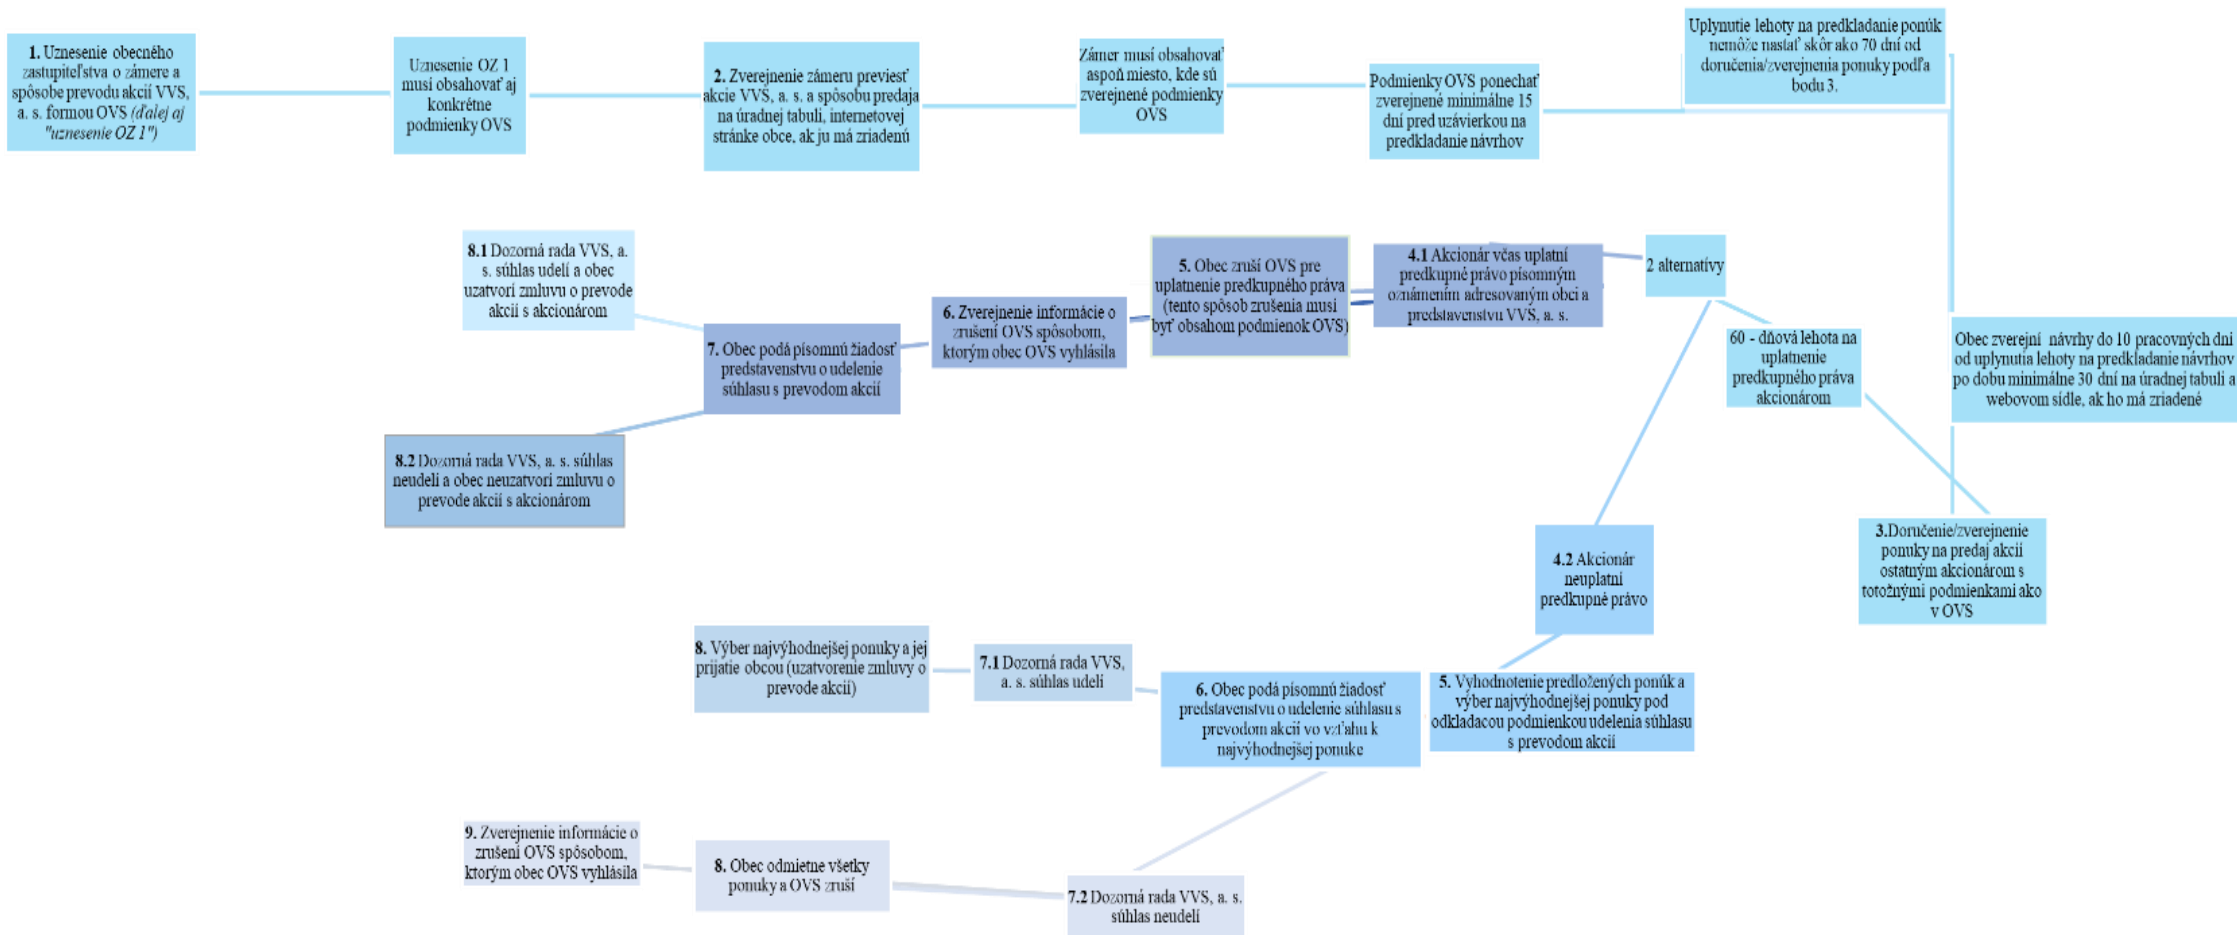 1. Uznesenie obecného
zastupiteľstva o zámere a
spôsobe prevodu akcií VVS,
a. s. formou OVS (ďalej aj
"uznesenie OZ 1")
Uznesenie OZ 1
musí obsahovať aj
konkrétne
podmienky OVS
2. Zverejnenie zámeru previesť
akcie VVS, a. s. a spôsobu predaja
na úradnej tabuli, internetovej
stránke obce, ak ju má zriadenú
Zámer musí obsahovať
aspoň miesto, kde sú
zverejnené podmienky
OVS
Podmienky OVS ponechať
zverejnené minimálne 15
dní pred uzávierkou na
predkladanie návrhov
Uplynutie lehoty na predkladanie ponúk
nemôže nastať skôr ako 70 dní od
doručenia/zverejnenia ponuky podľa
bodu 3.
Obec zverejní návrhy do 10 pracovných dní
od uplynutia lehoty na predkladanie návrhov
po dobu minimálne 30 dní na úradnej tabuli a
webovom sídle, ak ho má zriadené
3.Doručenie/zverejnenie
ponuky na predaj akcií
ostatným akcionárom s
totožnými podmienkami ako
v OVS
60 - dňová lehota na
uplatnenie
predkupného práva
akcionárom
2 alternatívy
4.1 Akcionár včas uplatní
predkupné právo písomným
oznámením adresovaným obci a
predstavenstvu VVS, a. s.
5. Obec zruší OVS pre
uplatnenie predkupného práva
(tento spôsob zrušenia musí
byť obsahom podmienok OVS)
6. Zverejnenie informácie o
zrušení OVS spôsobom,
ktorým obec OVS vyhlásila
7. Obec podá písomnú žiadosť
predstavenstvu o udelenie
súhlasu s prevodom akcií
8.1 Dozorná rada VVS, a.
s. súhlas udelí a obec
uzatvorí zmluvu o prevode
akcií s akcionárom
8.2 Dozorná rada VVS, a. s. súhlas
neudelí a obec neuzatvorí zmluvu o
prevode akcií s akcionárom
4.2 Akcionár
neuplatní
predkupné právo
5. Vyhodnotenie predložených ponúk a
výber najvýhodnejšej ponuky pod
odkladacou podmienkou udelenia súhlasu
s prevodom akcií
6. Obec podá písomnú žiadosť
predstavenstvu o udelenie súhlasu s
prevodom akcií vo vzťahu k
najvýhodnejšej ponuke
7.1 Dozorná rada VVS,
a. s. súhlas udelí
8. Výber najvýhodnejšej ponuky a jej
prijatie obcou (uzatvorenie zmluvy o
prevode akcií)
7.2 Dozorná rada VVS, a. s.
súhlas neudelí
8. Obec odmietne všetky
ponuky a OVS zruší
9. Zverejnenie informácie o
zrušení OVS spôsobom,
ktorým obec OVS vyhlásila